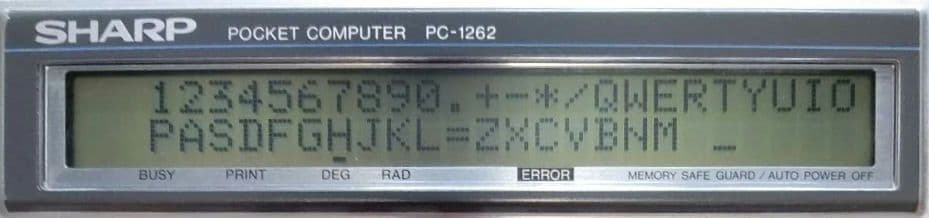 SHARP POCKET COMPUTER PC-1262
1234567890.+-*/QWERTYUIO
PASDFGHJKL=ZXCVBNM _
BUSY PRINT DEG RAD ERROR MEMORY SAFE GUARD / AUTO POWER OFF